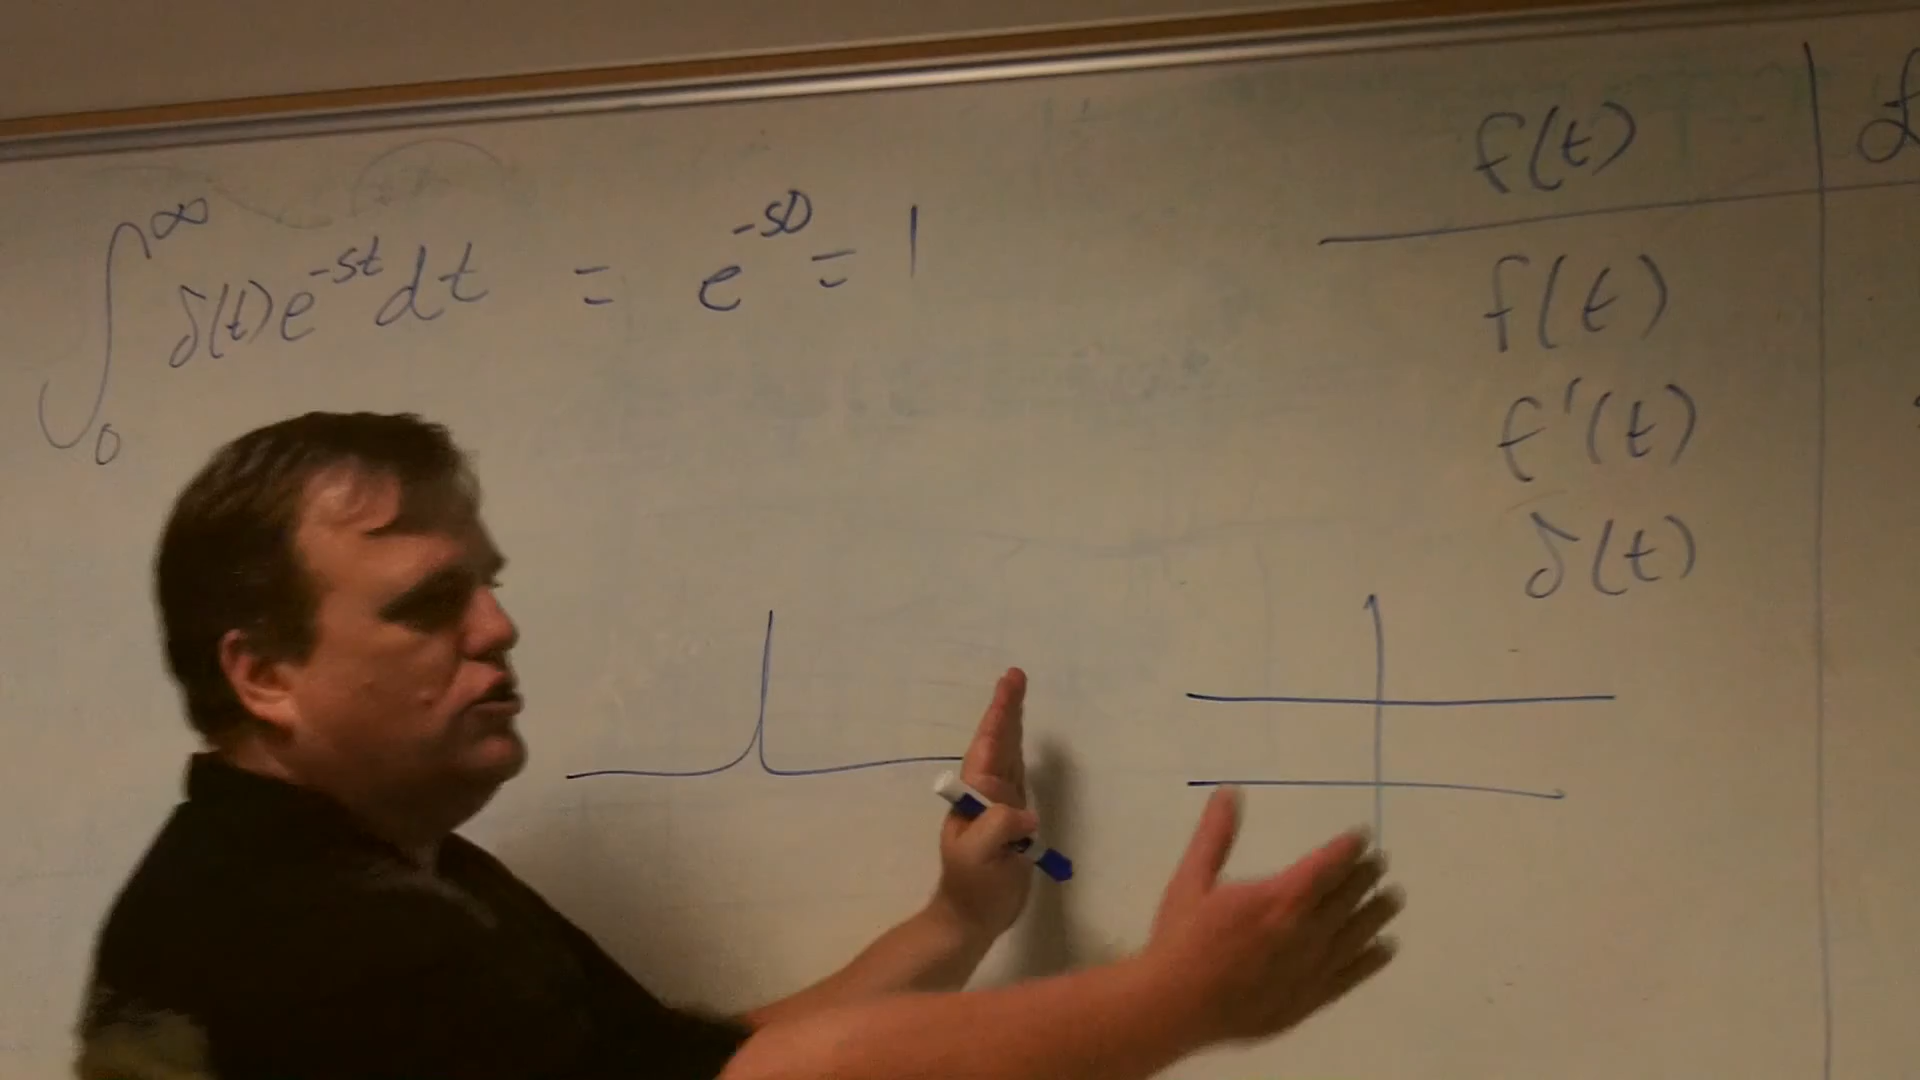 ∫₀^∞ δ(t)e^{-st}dt = e^{-s0} = 1
f(t) ℒ
f(t)
f'(t)
δ(t)